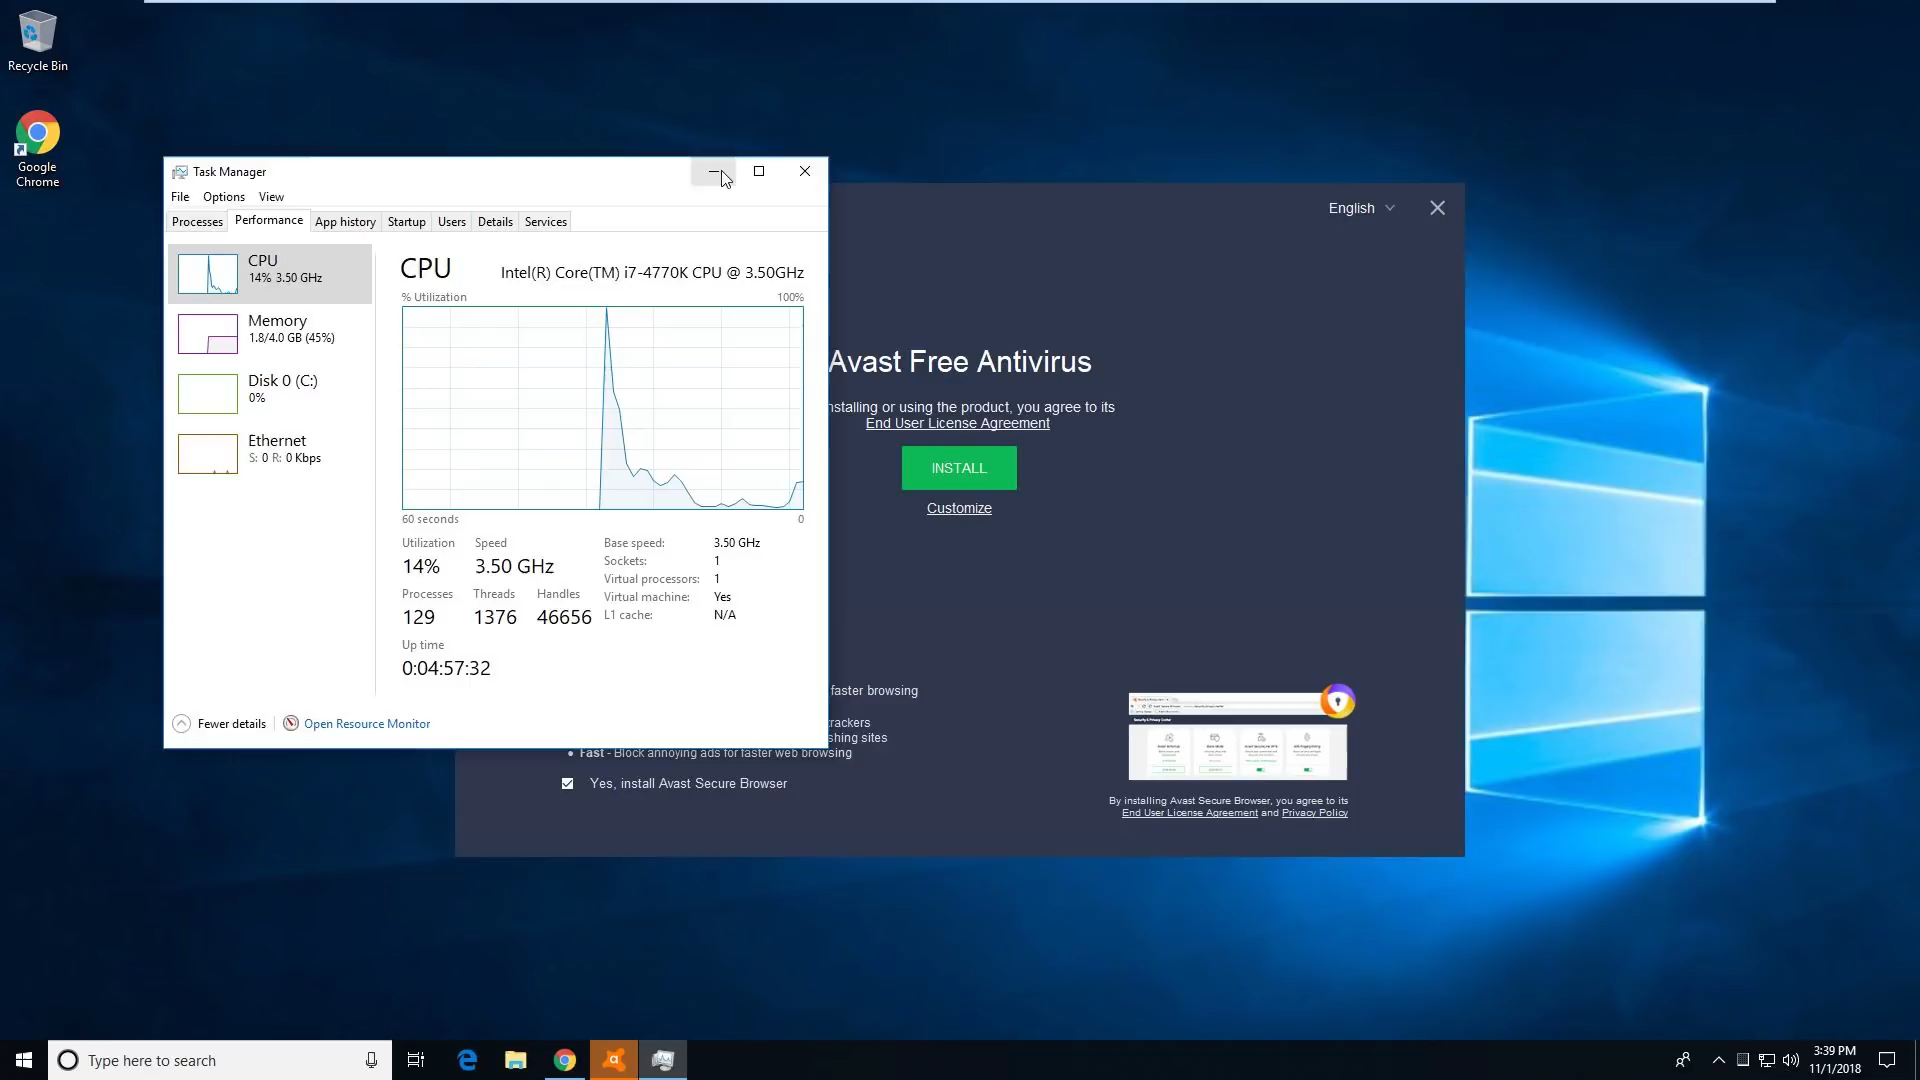 Recycle Bin
Google
Chrome
Task Manager
File Options View
Processes Performance App history Startup Users Details Services
CPU
14% 3.50 GHz
Memory
1.8/4.0 GB (45%)
Disk 0 (C:)
0%
Ethernet
S: 0 R: 0 Kbps
CPU Intel(R) Core(TM) i7-4770K CPU @ 3.50GHz
% Utilization 100%
60 seconds 0
Utilization Speed
14% 3.50 GHz
Processes Threads Handles
129 1376 46656
Up time
0:04:57:32
Base speed: 3.50 GHz
Sockets: 1
Virtual processors: 1
Virtual machine: Yes
L1 cache: N/A
Fewer details Open Resource Monitor
English
Avast Free Antivirus
nstalling or using the product, you agree to its
End User License Agreement
INSTALL
Customize
faster browsing
rackers
shing sites
• Fast - Block annoying ads for faster web browsing
Yes, install Avast Secure Browser
By installing Avast Secure Browser, you agree to its
End User License Agreement and Privacy Policy
Type here to search
3:39 PM
11/1/2018